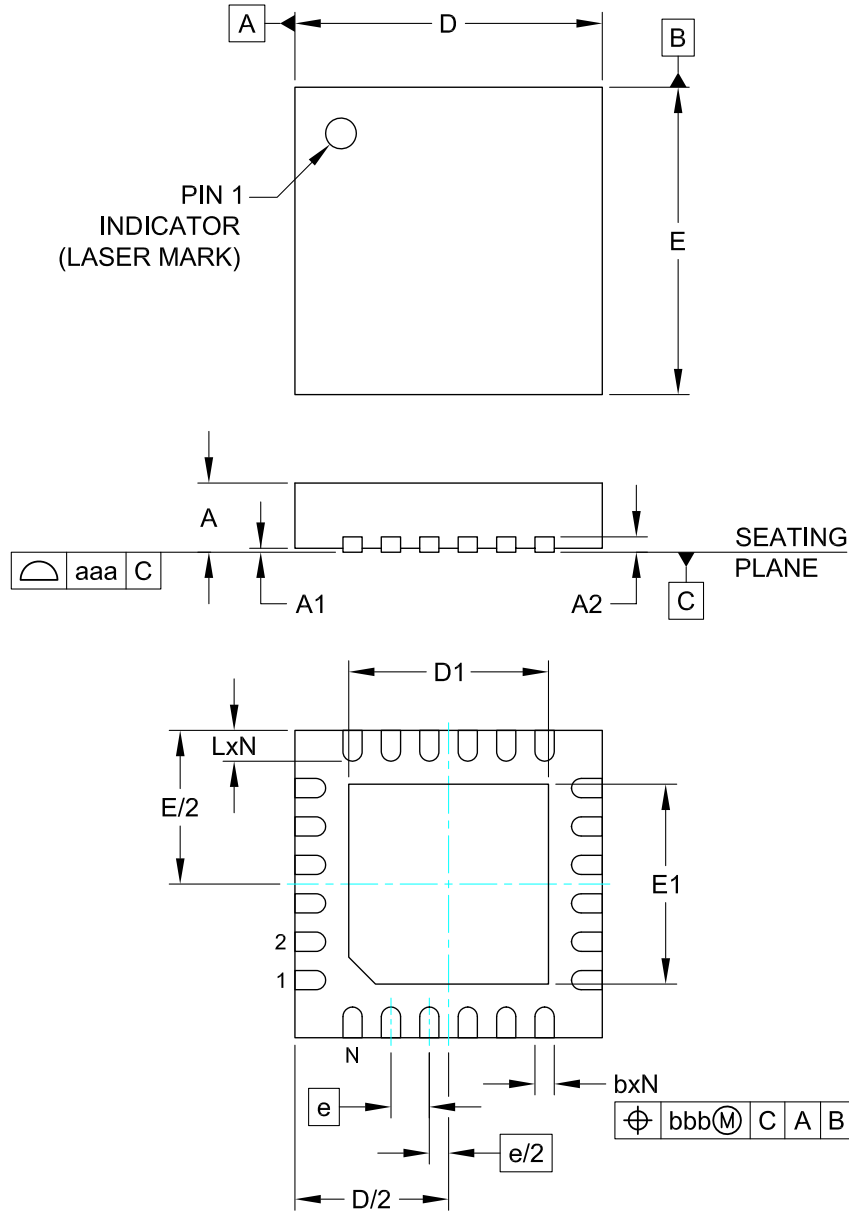 A
D
B
PIN 1
INDICATOR
(LASER MARK)
E
A
SEATING
PLANE
aaa C
A1
A2
C
D1
LxN
E/2
E1
2
1
N
bxN
e
bbbⓂ C A B
e/2
D/2